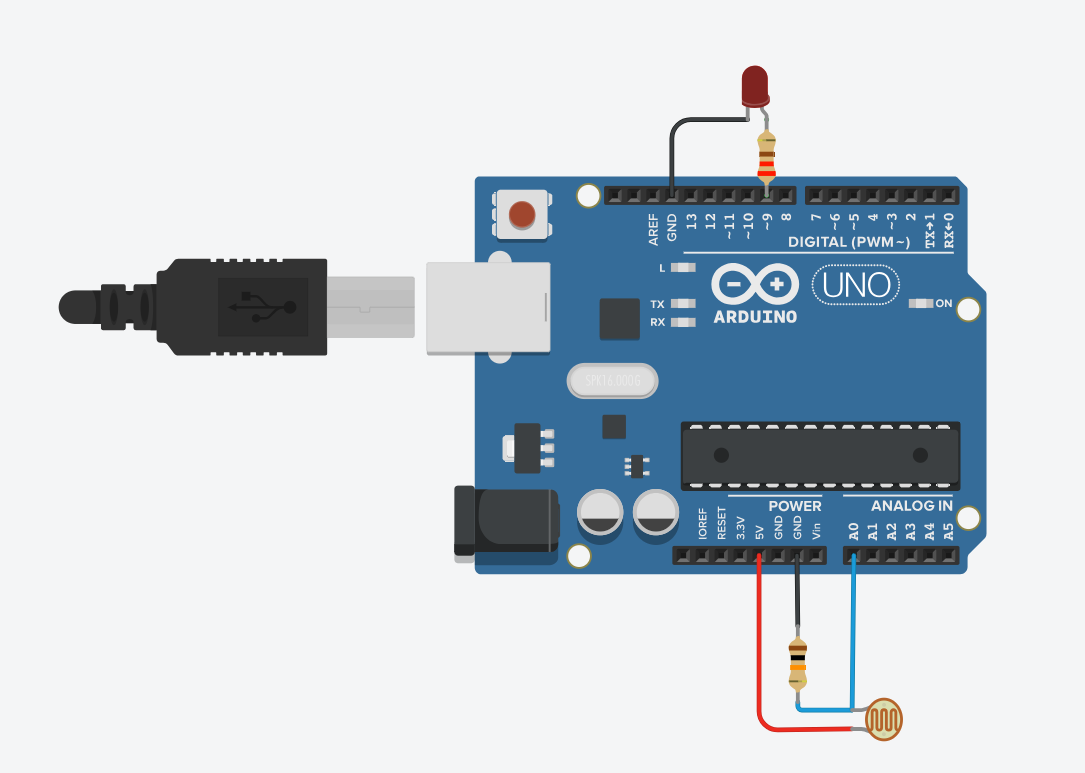 AREF
GND
13
12
~11
~10
~9
8
7
~6
~5
4
~3
2
TX→1
RX←0
DIGITAL (PWM~)
L
TX
RX
ARDUINO
UNO
ON
SPK16.000G
POWER
ANALOG IN
IOREF
RESET
3.3V
5V
GND
GND
Vin
A0
A1
A2
A3
A4
A5